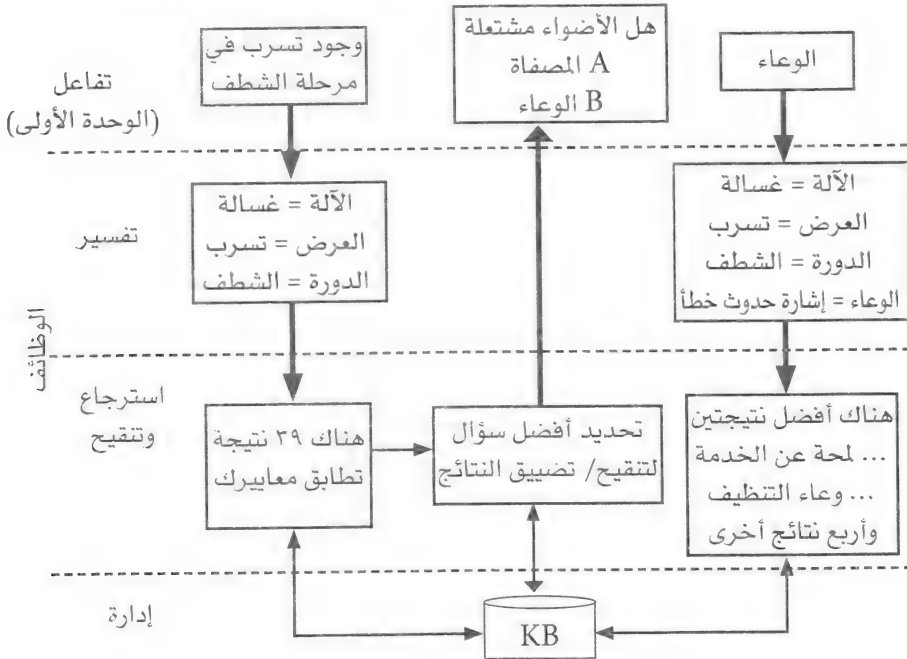 الوعاء
هل الأضواء مشتعلة
A المصفاة
B الوعاء
وجود تسرب في
مرحلة الشطف
تفاعل
(الوحدة الأولى)
الآلة = غسالة
العرض = تسرب
الدورة = الشطف
الوعاء = إشارة حدوث خطأ
الآلة = غسالة
العرض = تسرب
الدورة = الشطف
تفسير
الوظائف
هناك أفضل نتيجتين
... لمحة عن الخدمة
... وعاء التنظيف
وأربع نتائج أخرى
تحديد أفضل سؤال
لتنقيح/ تضييق النتائج
هناك ٣٩ نتيجة
تطابق معاييرك
استرجاع
وتنقيح
KB
إدارة